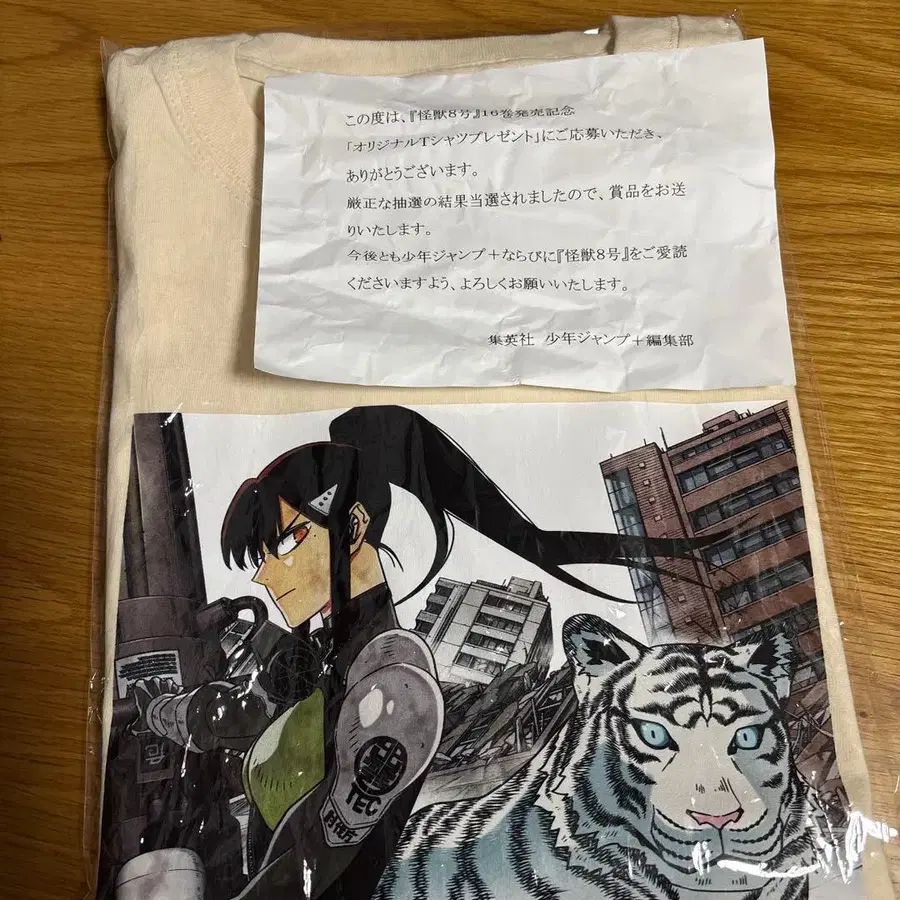 この度は、『怪獣8号』16巻発売記念
「オリジナルTシャツプレゼント」にご応募いただき、
ありがとうございます。
厳正な抽選の結果当選されましたので、賞品をお送
りいたします。
今後とも少年ジャンプ＋ならびに『怪獣8号』をご愛読
くださいますよう、よろしくお願いいたします。
集英社 少年ジャンプ＋編集部
TEC